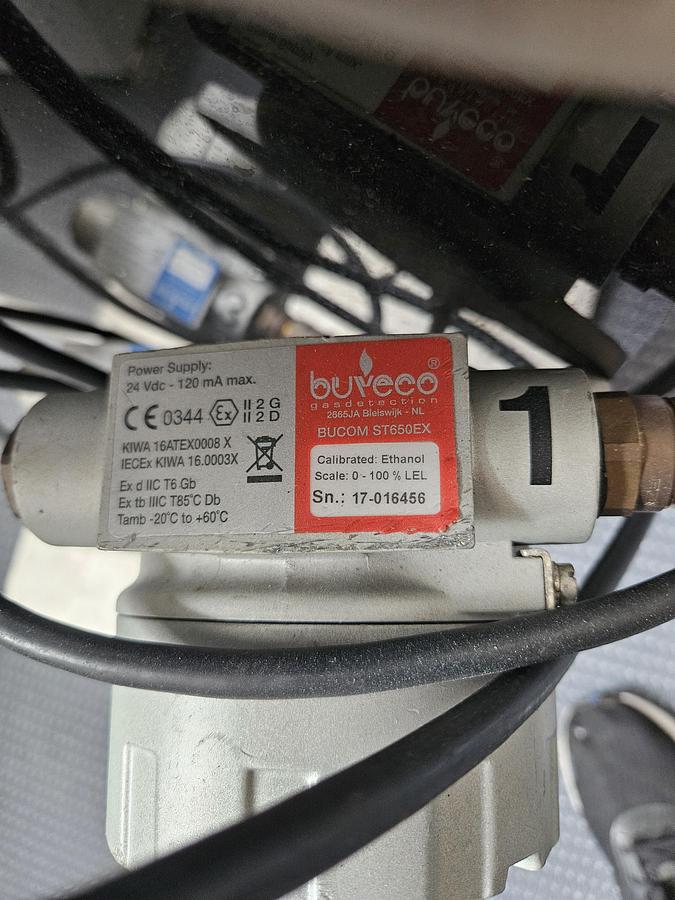 Power Supply:
24 Vdc - 120 mA max.
CE 0344 Ex II 2 G
II 2 D
KIWA 16ATEX0008 X
IECEx KIWA 16.0003X
Ex d IIC T6 Gb
Ex tb IIIC T85°C Db
Tamb -20°C to +60°C
buveco®
gasdetection
2665JA Bleiswijk - NL
BUCOM ST650EX
Calibrated: Ethanol
Scale: 0 - 100 % LEL
Sn.: 17-016456
1